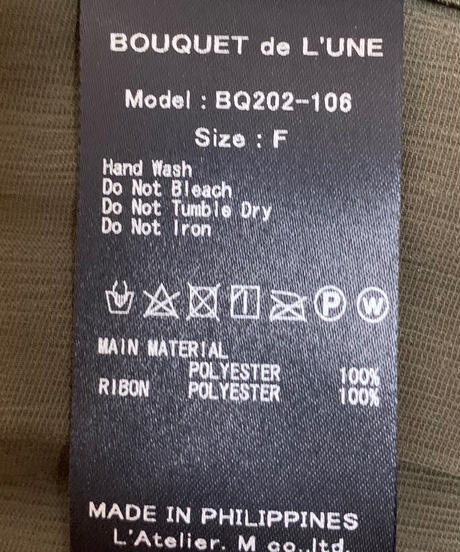 BOUQUET de L'UNE
Model : BQ202-106
Size : F
Hand Wash
Do Not Bleach
Do Not Tumble Dry
Do Not Iron
P W
MAIN MATERIAL
POLYESTER 100%
RIBON POLYESTER 100%
MADE IN PHILIPPINES
L'Atelier. M co.,ltd.